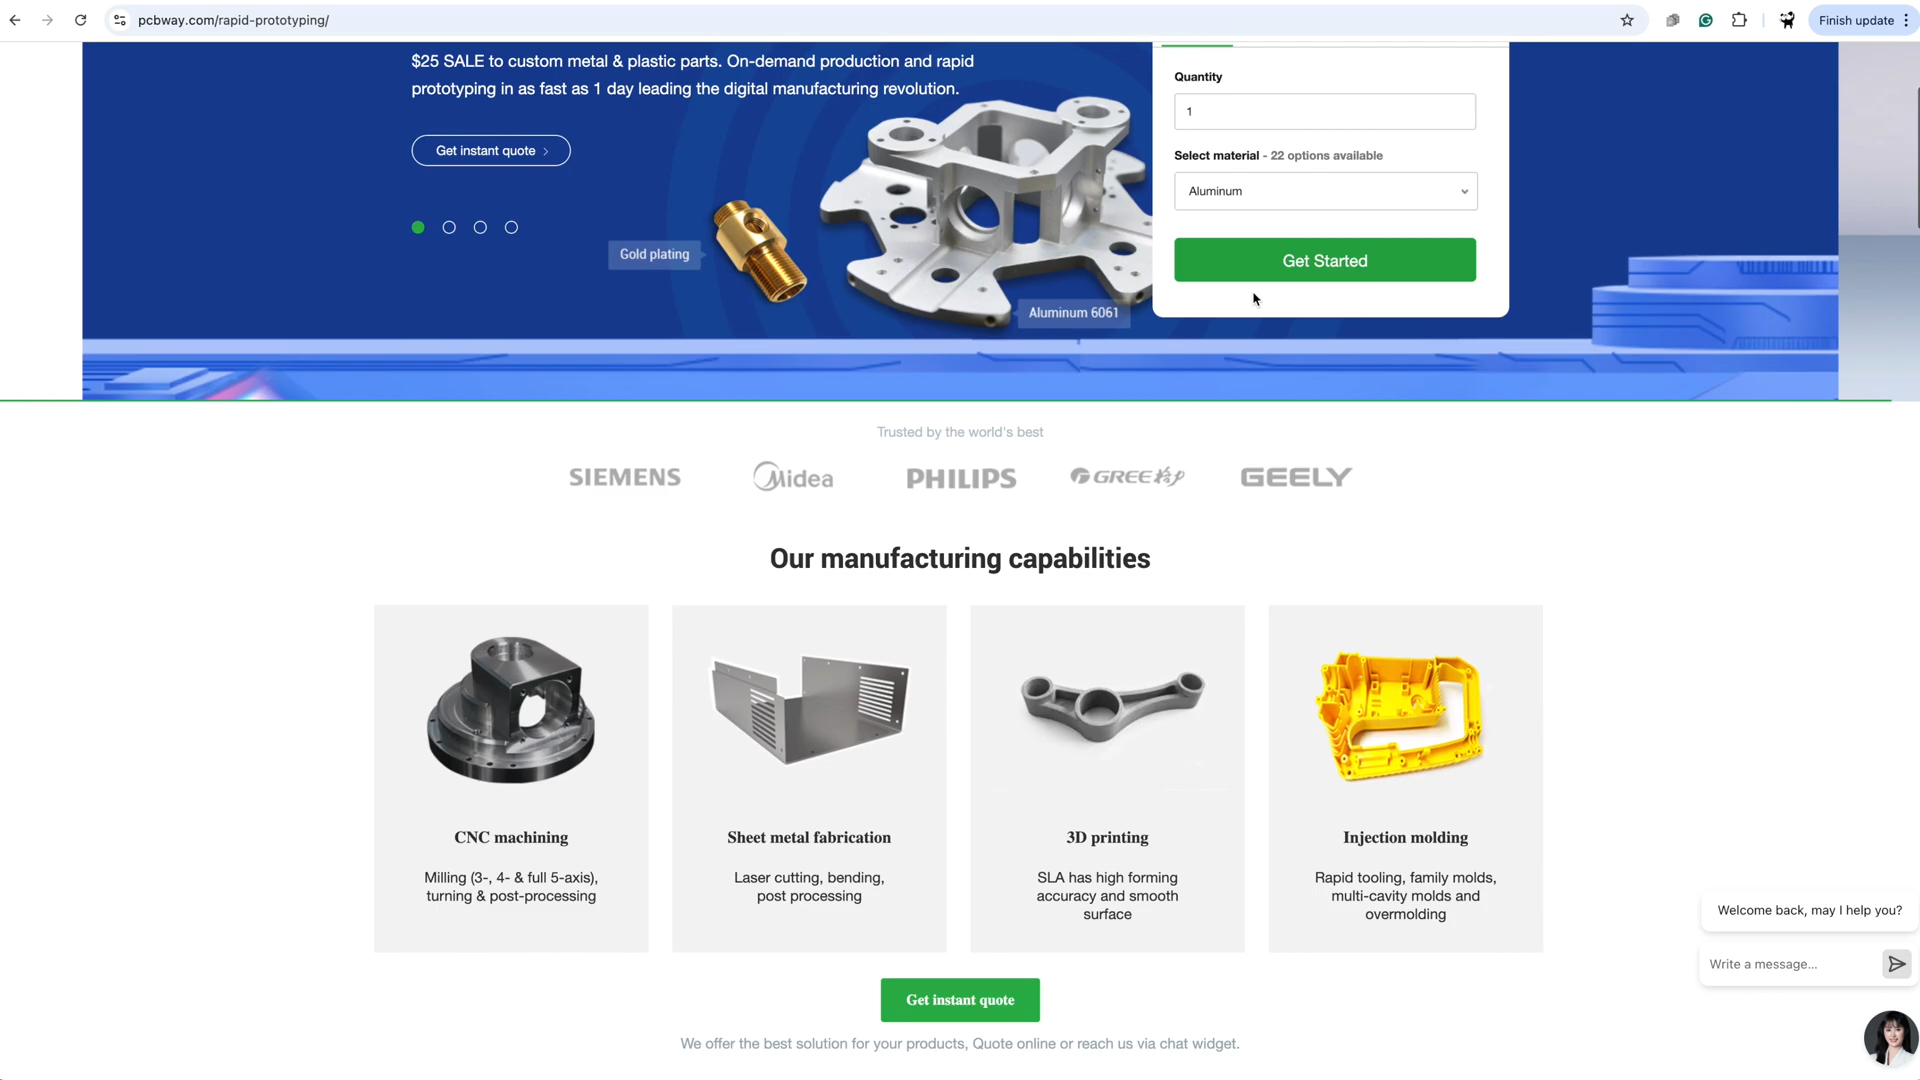 pcbway.com/rapid-prototyping/
Finish update
$25 SALE to custom metal & plastic parts. On-demand production and rapid
prototyping in as fast as 1 day leading the digital manufacturing revolution.
Get instant quote
Gold plating
Aluminum 6061
Quantity
1
Select material - 22 options available
Aluminum
Get Started
Trusted by the world's best
SIEMENS
Midea
PHILIPS
GREE格力
GEELY
Our manufacturing capabilities
CNC machining
Milling (3-, 4- & full 5-axis),
turning & post-processing
Sheet metal fabrication
Laser cutting, bending,
post processing
3D printing
SLA has high forming
accuracy and smooth
surface
Injection molding
Rapid tooling, family molds,
multi-cavity molds and
overmolding
Get instant quote
We offer the best solution for your products, Quote online or reach us via chat widget.
Welcome back, may I help you?
Write a message...